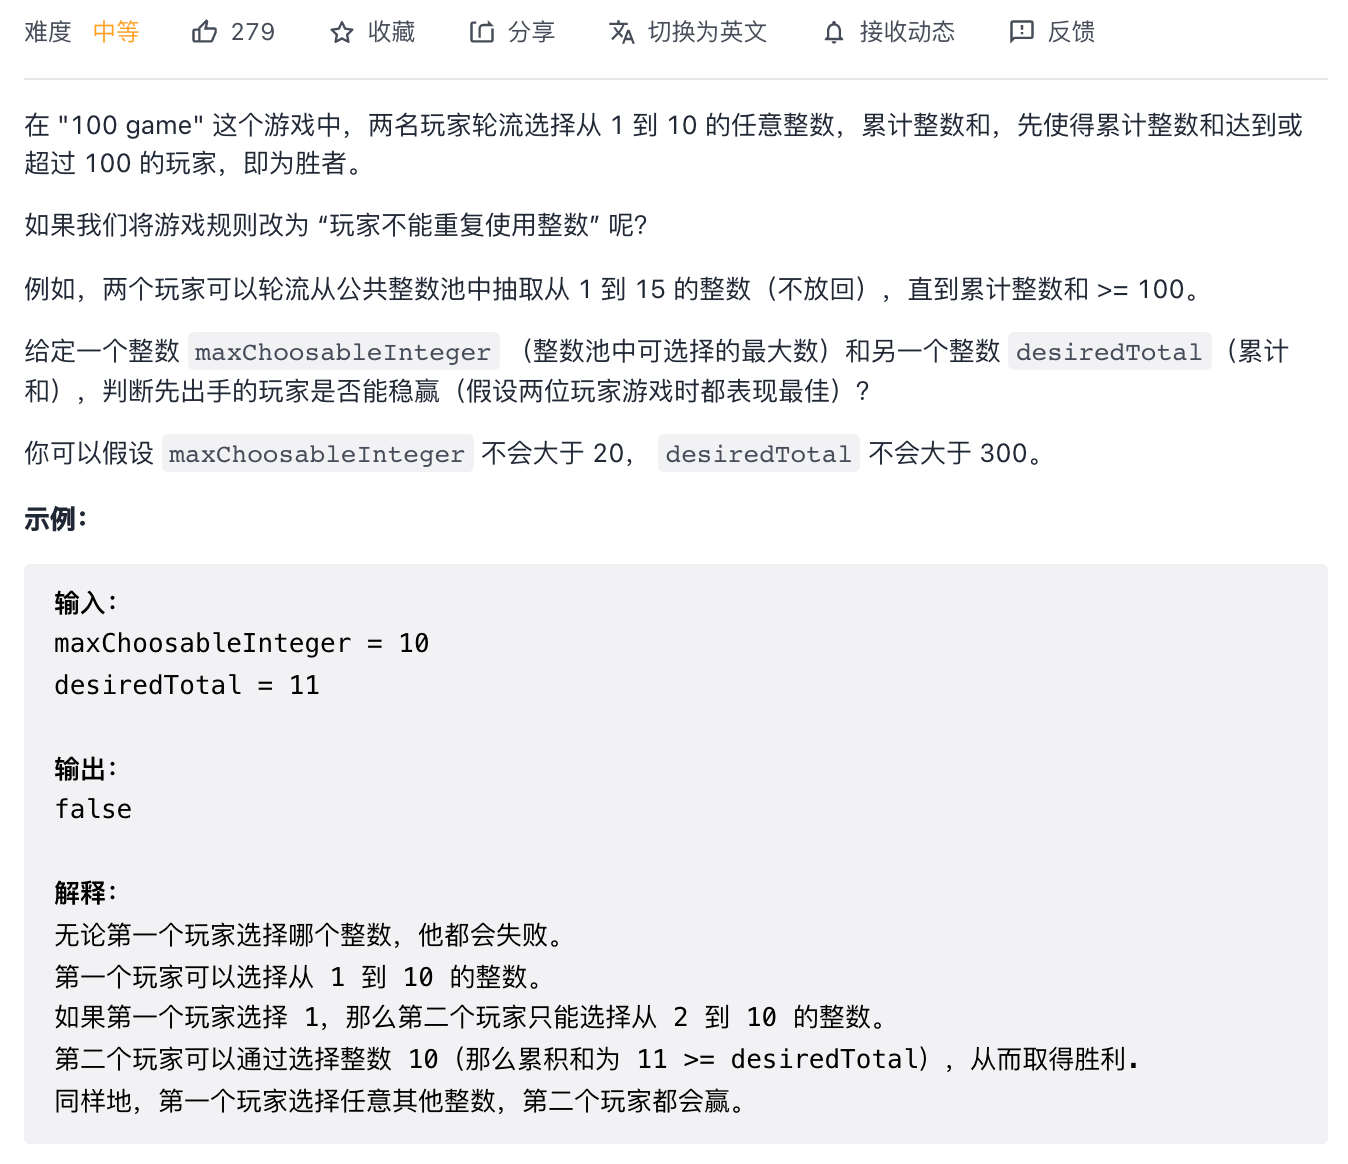 难度 中等 279 收藏 分享 切换为英文 接收动态 反馈
在 "100 game" 这个游戏中，两名玩家轮流选择从 1 到 10 的任意整数，累计整数和，先使得累计整数和达到或
超过 100 的玩家，即为胜者。
如果我们将游戏规则改为 “玩家不能重复使用整数” 呢？
例如，两个玩家可以轮流从公共整数池中抽取从 1 到 15 的整数（不放回），直到累计整数和 >= 100。
给定一个整数 maxChoosableInteger （整数池中可选择的最大数）和另一个整数 desiredTotal（累计
和），判断先出手的玩家是否能稳赢（假设两位玩家游戏时都表现最佳）？
你可以假设 maxChoosableInteger 不会大于 20， desiredTotal 不会大于 300。
示例：
输入：
maxChoosableInteger = 10
desiredTotal = 11
输出：
false
解释：
无论第一个玩家选择哪个整数，他都会失败。
第一个玩家可以选择从 1 到 10 的整数。
如果第一个玩家选择 1，那么第二个玩家只能选择从 2 到 10 的整数。
第二个玩家可以通过选择整数 10（那么累积和为 11 >= desiredTotal），从而取得胜利.
同样地，第一个玩家选择任意其他整数，第二个玩家都会赢。